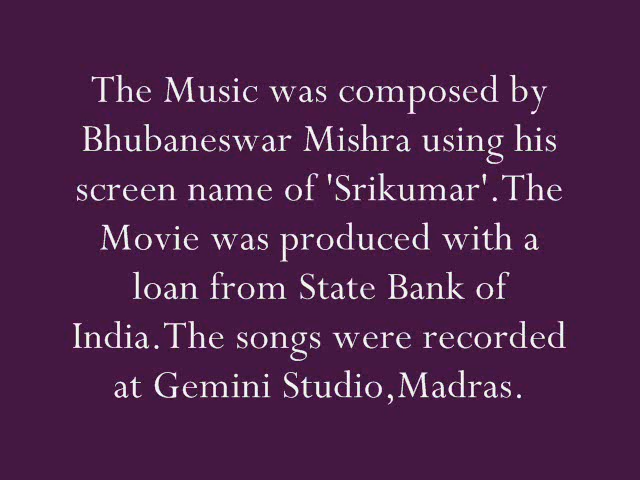 The Music was composed by
Bhubaneswar Mishra using his
screen name of 'Srikumar'.The
Movie was produced with a
loan from State Bank of
India.The songs were recorded
at Gemini Studio,Madras.